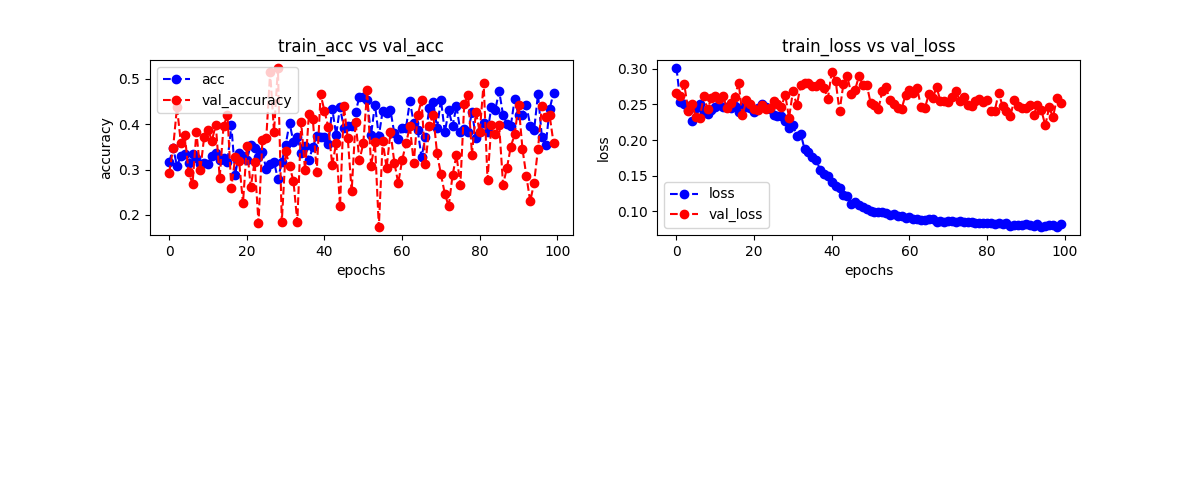 train_acc vs val_acc
acc
val_accuracy
accuracy
0.5
0.4
0.3
0.2
0 20 40 60 80 100
epochs
train_loss vs val_loss
loss
0.30
0.25
0.20
0.15
0.10
loss
val_loss
0 20 40 60 80 100
epochs